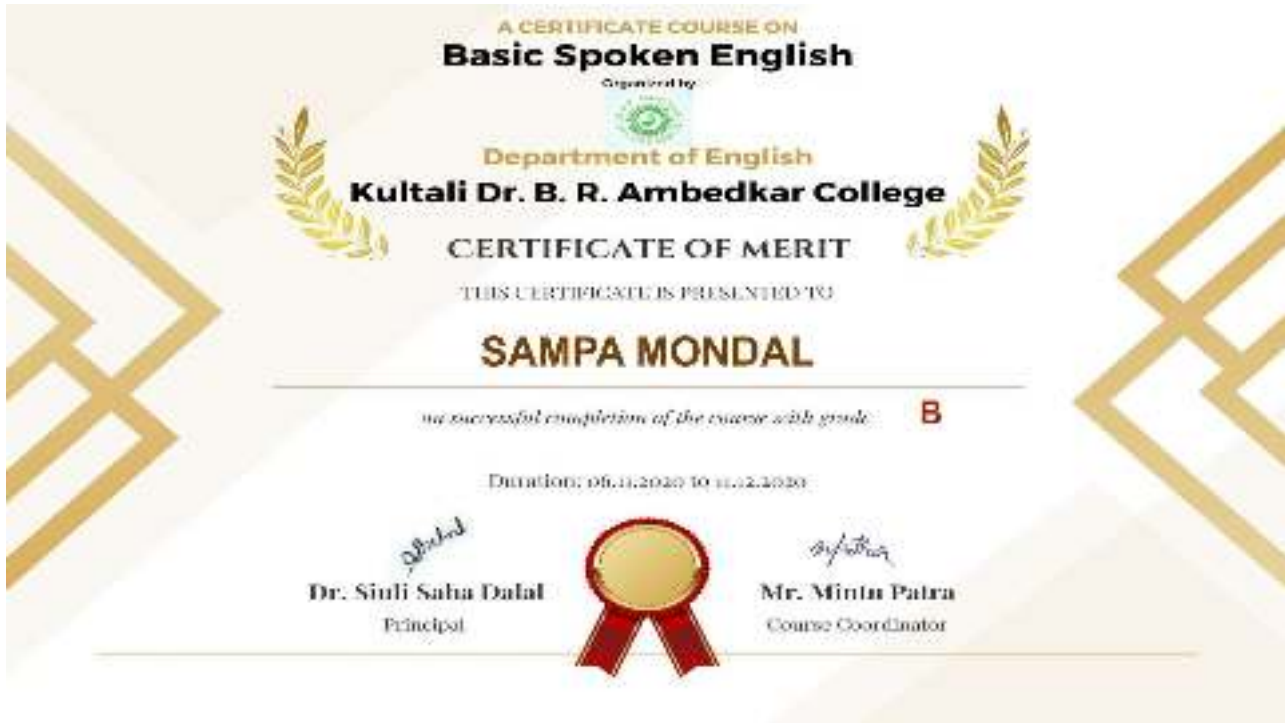 A CERTIFICATE COURSE ON
Basic Spoken English
Organized by
Department of English
Kultali Dr. B. R. Ambedkar College
CERTIFICATE OF MERIT
THIS CERTIFICATE IS PRESENTED TO
SAMPA MONDAL
on successful completion of the course with grade B
Duration: 06.11.2020 to 11.12.2020
Dr. Siuli Saha Dalal
Mr. Mintu Patra
Principal
Course Coordinator